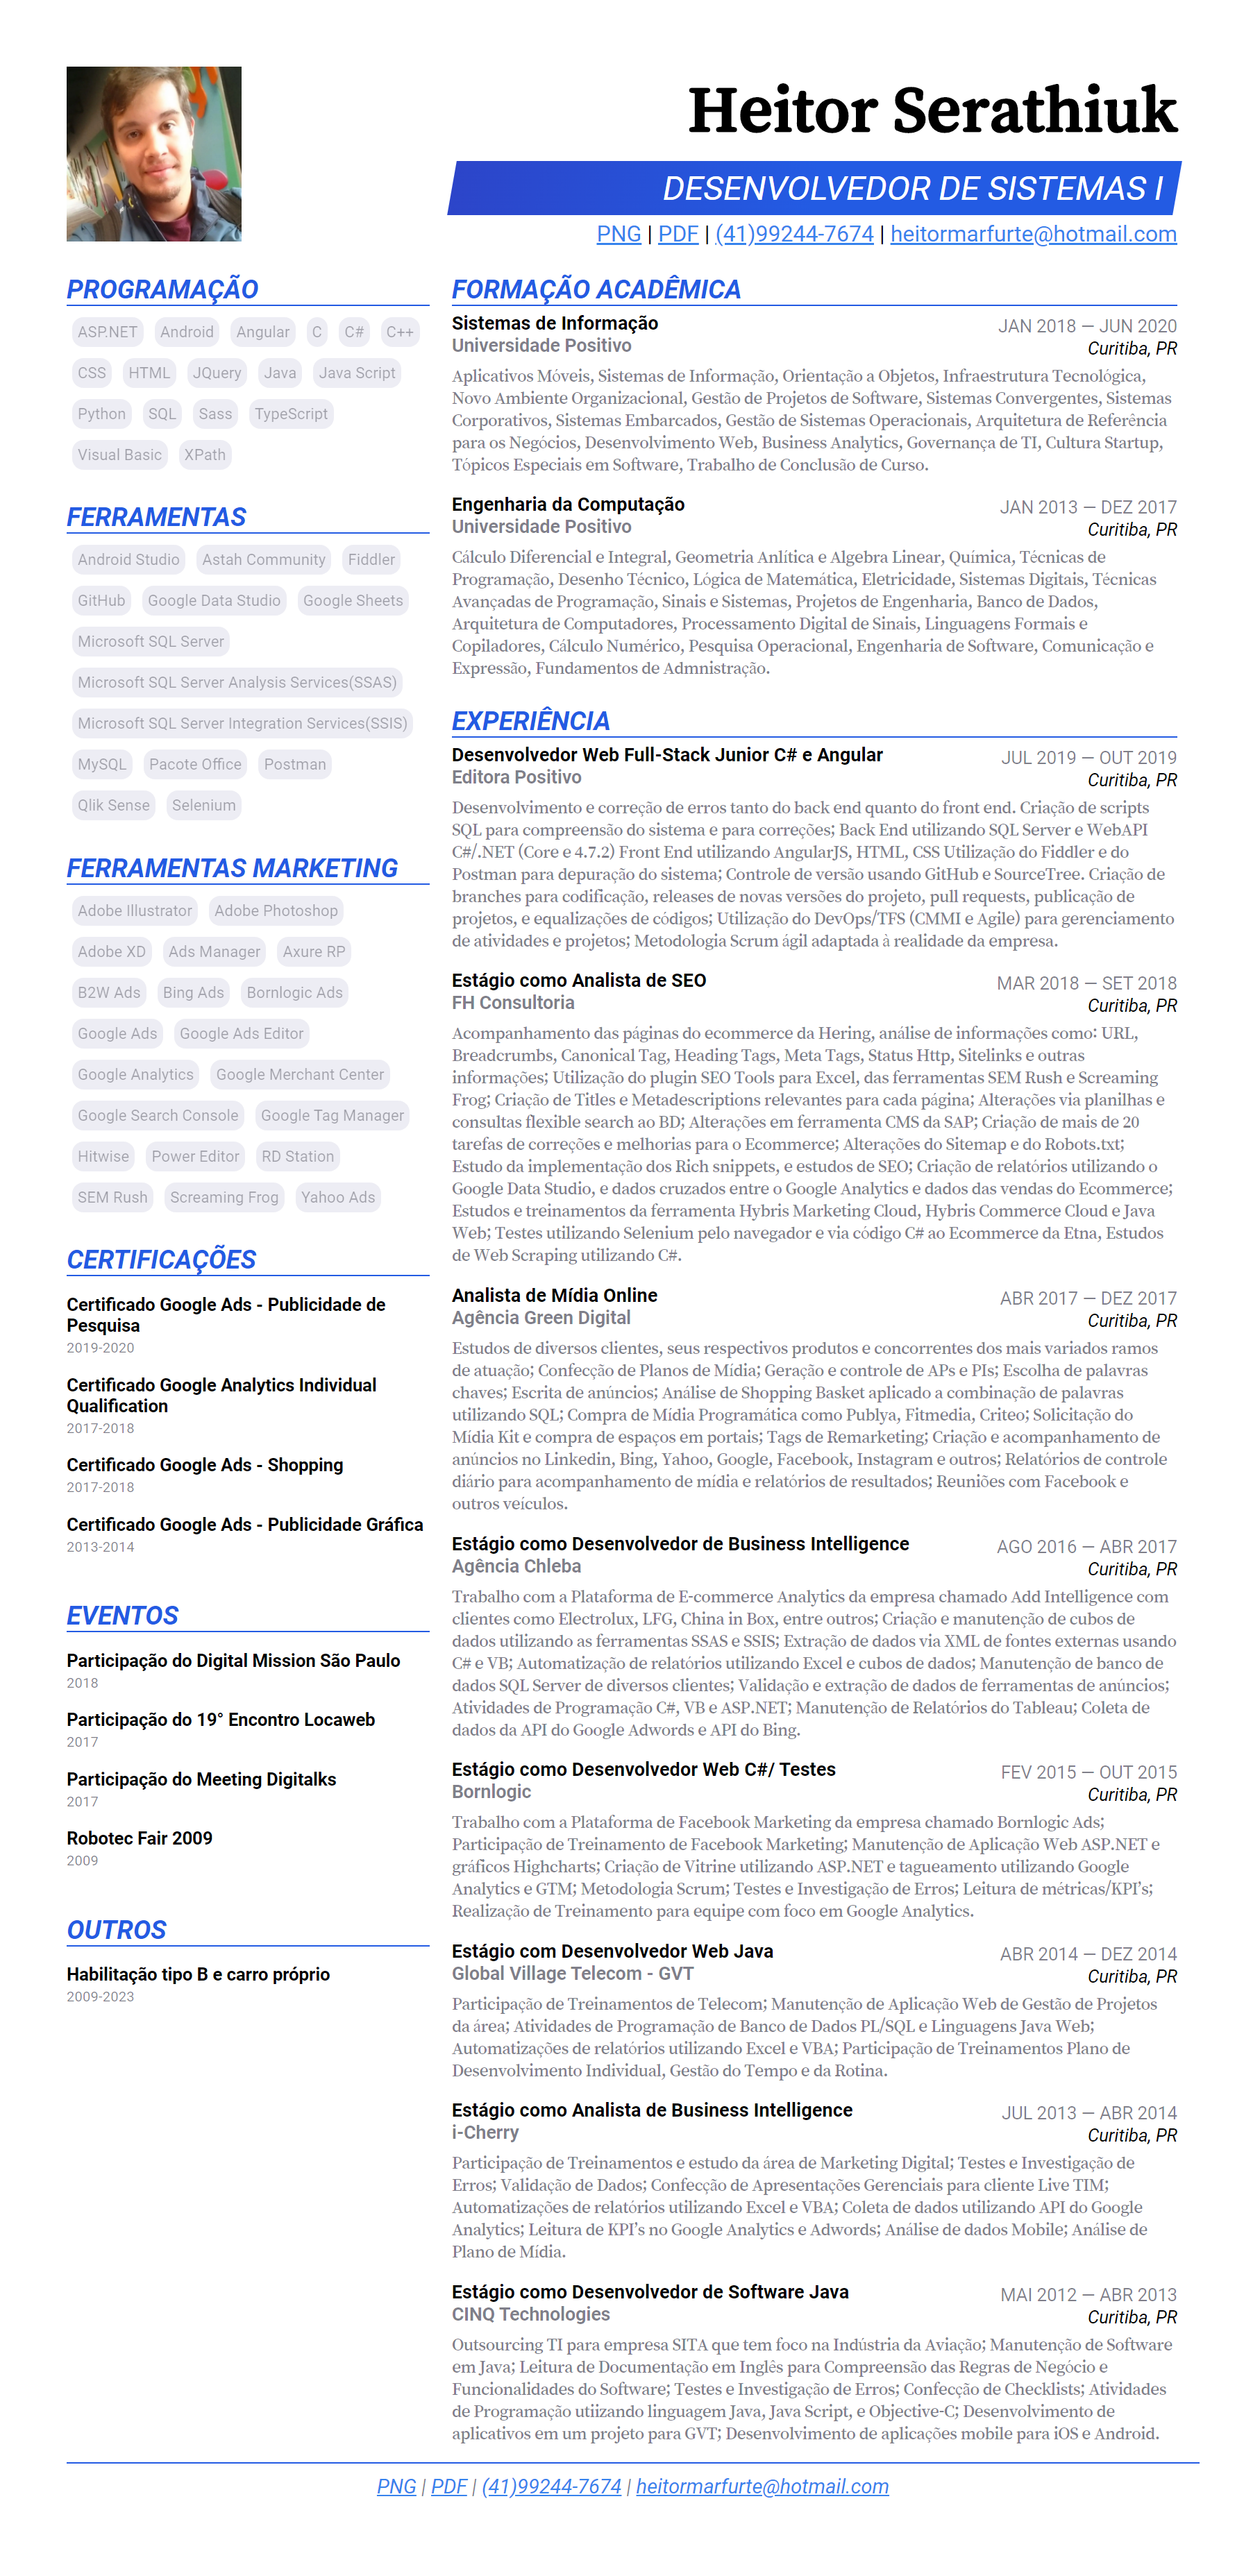 Heitor Serathiuk
DESENVOLVEDOR DE SISTEMAS I
PNG | PDF | (41)99244-7674 | heitormarfurte@hotmail.com
PROGRAMAÇÃO
ASP.NET Android Angular C C# C++
CSS HTML JQuery Java Java Script
Python SQL Sass TypeScript
Visual Basic XPath
FERRAMENTAS
Android Studio Astah Community Fiddler
GitHub Google Data Studio Google Sheets
Microsoft SQL Server
Microsoft SQL Server Analysis Services(SSAS)
Microsoft SQL Server Integration Services(SSIS)
MySQL Pacote Office Postman
Qlik Sense Selenium
FERRAMENTAS MARKETING
Adobe Illustrator Adobe Photoshop
Adobe XD Ads Manager Axure RP
B2W Ads Bing Ads Bornlogic Ads
Google Ads Google Ads Editor
Google Analytics Google Merchant Center
Google Search Console Google Tag Manager
Hitwise Power Editor RD Station
SEM Rush Screaming Frog Yahoo Ads
CERTIFICAÇÕES
Certificado Google Ads - Publicidade de
Pesquisa
2019-2020
Certificado Google Analytics Individual
Qualification
2017-2018
Certificado Google Ads - Shopping
2017-2018
Certificado Google Ads - Publicidade Gráfica
2013-2014
EVENTOS
Participação do Digital Mission São Paulo
2018
Participação do 19° Encontro Locaweb
2017
Participação do Meeting Digitalks
2017
Robotec Fair 2009
2009
OUTROS
Habilitação tipo B e carro próprio
2009-2023
FORMAÇÃO ACADÊMICA
Sistemas de Informação JAN 2018 — JUN 2020
Universidade Positivo Curitiba, PR
Aplicativos Móveis, Sistemas de Informação, Orientação a Objetos, Infraestrutura Tecnológica,
Novo Ambiente Organizacional, Gestão de Projetos de Software, Sistemas Convergentes, Sistemas
Corporativos, Sistemas Embarcados, Gestão de Sistemas Operacionais, Arquitetura de Referência
para os Negócios, Desenvolvimento Web, Business Analytics, Governança de TI, Cultura Startup,
Tópicos Especiais em Software, Trabalho de Conclusão de Curso.
Engenharia da Computação JAN 2013 — DEZ 2017
Universidade Positivo Curitiba, PR
Cálculo Diferencial e Integral, Geometria Anlítica e Algebra Linear, Química, Técnicas de
Programação, Desenho Técnico, Lógica de Matemática, Eletricidade, Sistemas Digitais, Técnicas
Avançadas de Programação, Sinais e Sistemas, Projetos de Engenharia, Banco de Dados,
Arquitetura de Computadores, Processamento Digital de Sinais, Linguagens Formais e
Copiladores, Cálculo Numérico, Pesquisa Operacional, Engenharia de Software, Comunicação e
Expressão, Fundamentos de Admnistração.
EXPERIÊNCIA
Desenvolvedor Web Full-Stack Junior C# e Angular JUL 2019 — OUT 2019
Editora Positivo Curitiba, PR
Desenvolvimento e correção de erros tanto do back end quanto do front end. Criação de scripts
SQL para compreensão do sistema e para correções; Back End utilizando SQL Server e WebAPI
C#/.NET (Core e 4.7.2) Front End utilizando AngularJS, HTML, CSS Utilização do Fiddler e do
Postman para depuração do sistema; Controle de versão usando GitHub e SourceTree. Criação de
branches para codificação, releases de novas versões do projeto, pull requests, publicação de
projetos, e equalizações de códigos; Utilização do DevOps/TFS (CMMI e Agile) para gerenciamento
de atividades e projetos; Metodologia Scrum ágil adaptada à realidade da empresa.
Estágio como Analista de SEO MAR 2018 — SET 2018
FH Consultoria Curitiba, PR
Acompanhamento das páginas do ecommerce da Hering, análise de informações como: URL,
Breadcrumbs, Canonical Tag, Heading Tags, Meta Tags, Status Http, Sitelinks e outras
informações; Utilização do plugin SEO Tools para Excel, das ferramentas SEM Rush e Screaming
Frog; Criação de Titles e Metadescriptions relevantes para cada página; Alterações via planilhas e
consultas flexible search ao BD; Alterações em ferramenta CMS da SAP; Criação de mais de 20
tarefas de correções e melhorias para o Ecommerce; Alterações do Sitemap e do Robots.txt;
Estudo da implementação dos Rich snippets, e estudos de SEO; Criação de relatórios utilizando o
Google Data Studio, e dados cruzados entre o Google Analytics e dados das vendas do Ecommerce;
Estudos e treinamentos da ferramenta Hybris Marketing Cloud, Hybris Commerce Cloud e Java
Web; Testes utilizando Selenium pelo navegador e via código C# ao Ecommerce da Etna, Estudos
de Web Scraping utilizando C#.
Analista de Mídia Online ABR 2017 — DEZ 2017
Agência Green Digital Curitiba, PR
Estudos de diversos clientes, seus respectivos produtos e concorrentes dos mais variados ramos
de atuação; Confecção de Planos de Mídia; Geração e controle de APs e PIs; Escolha de palavras
chaves; Escrita de anúncios; Análise de Shopping Basket aplicado a combinação de palavras
utilizando SQL; Compra de Mídia Programática como Publya, Fitmedia, Criteo; Solicitação do
Mídia Kit e compra de espaços em portais; Tags de Remarketing; Criação e acompanhamento de
anúncios no Linkedin, Bing, Yahoo, Google, Facebook, Instagram e outros; Relatórios de controle
diário para acompanhamento de mídia e relatórios de resultados; Reuniões com Facebook e
outros veículos.
Estágio como Desenvolvedor de Business Intelligence AGO 2016 — ABR 2017
Agência Chleba Curitiba, PR
Trabalho com a Plataforma de E-commerce Analytics da empresa chamado Add Intelligence com
clientes como Electrolux, LFG, China in Box, entre outros; Criação e manutenção de cubos de
dados utilizando as ferramentas SSAS e SSIS; Extração de dados via XML de fontes externas usando
C# e VB; Automatização de relatórios utilizando Excel e cubos de dados; Manutenção de banco de
dados SQL Server de diversos clientes; Validação e extração de dados de ferramentas de anúncios;
Atividades de Programação C#, VB e ASP.NET; Manutenção de Relatórios do Tableau; Coleta de
dados da API do Google Adwords e API do Bing.
Estágio como Desenvolvedor Web C#/ Testes FEV 2015 — OUT 2015
Bornlogic Curitiba, PR
Trabalho com a Plataforma de Facebook Marketing da empresa chamado Bornlogic Ads;
Participação de Treinamento de Facebook Marketing; Manutenção de Aplicação Web ASP.NET e
gráficos Highcharts; Criação de Vitrine utilizando ASP.NET e tagueamento utilizando Google
Analytics e GTM; Metodologia Scrum; Testes e Investigação de Erros; Leitura de métricas/KPI's;
Realização de Treinamento para equipe com foco em Google Analytics.
Estágio com Desenvolvedor Web Java ABR 2014 — DEZ 2014
Global Village Telecom - GVT Curitiba, PR
Participação de Treinamentos de Telecom; Manutenção de Aplicação Web de Gestão de Projetos
da área; Atividades de Programação de Banco de Dados PL/SQL e Linguagens Java Web;
Automatizações de relatórios utilizando Excel e VBA; Participação de Treinamentos Plano de
Desenvolvimento Individual, Gestão do Tempo e da Rotina.
Estágio como Analista de Business Intelligence JUL 2013 — ABR 2014
i-Cherry Curitiba, PR
Participação de Treinamentos e estudo da área de Marketing Digital; Testes e Investigação de
Erros; Validação de Dados; Confecção de Apresentações Gerenciais para cliente Live TIM;
Automatizações de relatórios utilizando Excel e VBA; Coleta de dados utilizando API do Google
Analytics; Leitura de KPI's no Google Analytics e Adwords; Análise de dados Mobile; Análise de
Plano de Mídia.
Estágio como Desenvolvedor de Software Java MAI 2012 — ABR 2013
CINQ Technologies Curitiba, PR
Outsourcing TI para empresa SITA que tem foco na Indústria da Aviação; Manutenção de Software
em Java; Leitura de Documentação em Inglês para Compreensão das Regras de Negócio e
Funcionalidades do Software; Testes e Investigação de Erros; Confecção de Checklists; Atividades
de Programação utiizando linguagem Java, Java Script, e Objective-C; Desenvolvimento de
aplicativos em um projeto para GVT; Desenvolvimento de aplicações mobile para iOS e Android.
PNG | PDF | (41)99244-7674 | heitormarfurte@hotmail.com